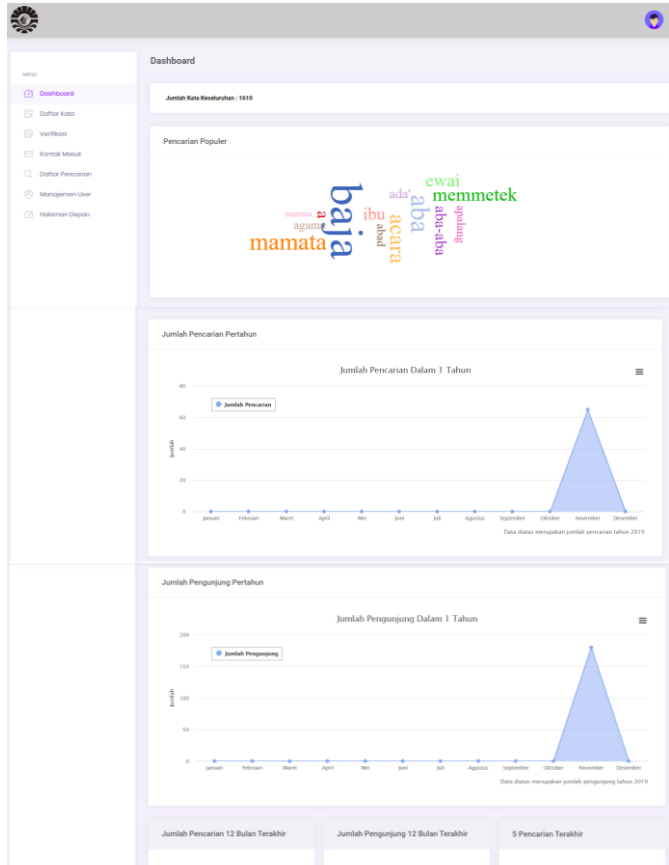 Dashboard
MENU
Dashboard
Daftar Kata
Verifikasi
Kontak Masuk
Daftar Pencarian
Manajemen User
Halaman Depan
Jumlah Kata Keseluruhan : 1610
Pencarian Populer
ewai
ada'
memmetek
baja
aba
mamma
a
ibu
aba-aba
apalang
agama
abad
acara
mamata
Jumlah Pencarian Pertahun
Jumlah Pencarian Dalam 1 Tahun
80
Jumlah Pencarian
60
Jumlah
40
20
0
Januari Februari Maret April Mei Juni Juli Agustus September Oktober November Desember
Data diatas merupakan jumlah pencarian tahun 2019
Jumlah Pengunjung Pertahun
Jumlah Pengunjung Dalam 1 Tahun
200
Jumlah Pengunjung
150
Jumlah
100
50
0
Januari Februari Maret April Mei Juni Juli Agustus September Oktober November Desember
Data diatas merupakan jumlah pengunjung tahun 2019
Jumlah Pencarian 12 Bulan Terakhir Jumlah Pengunjung 12 Bulan Terakhir 5 Pencarian Terakhir